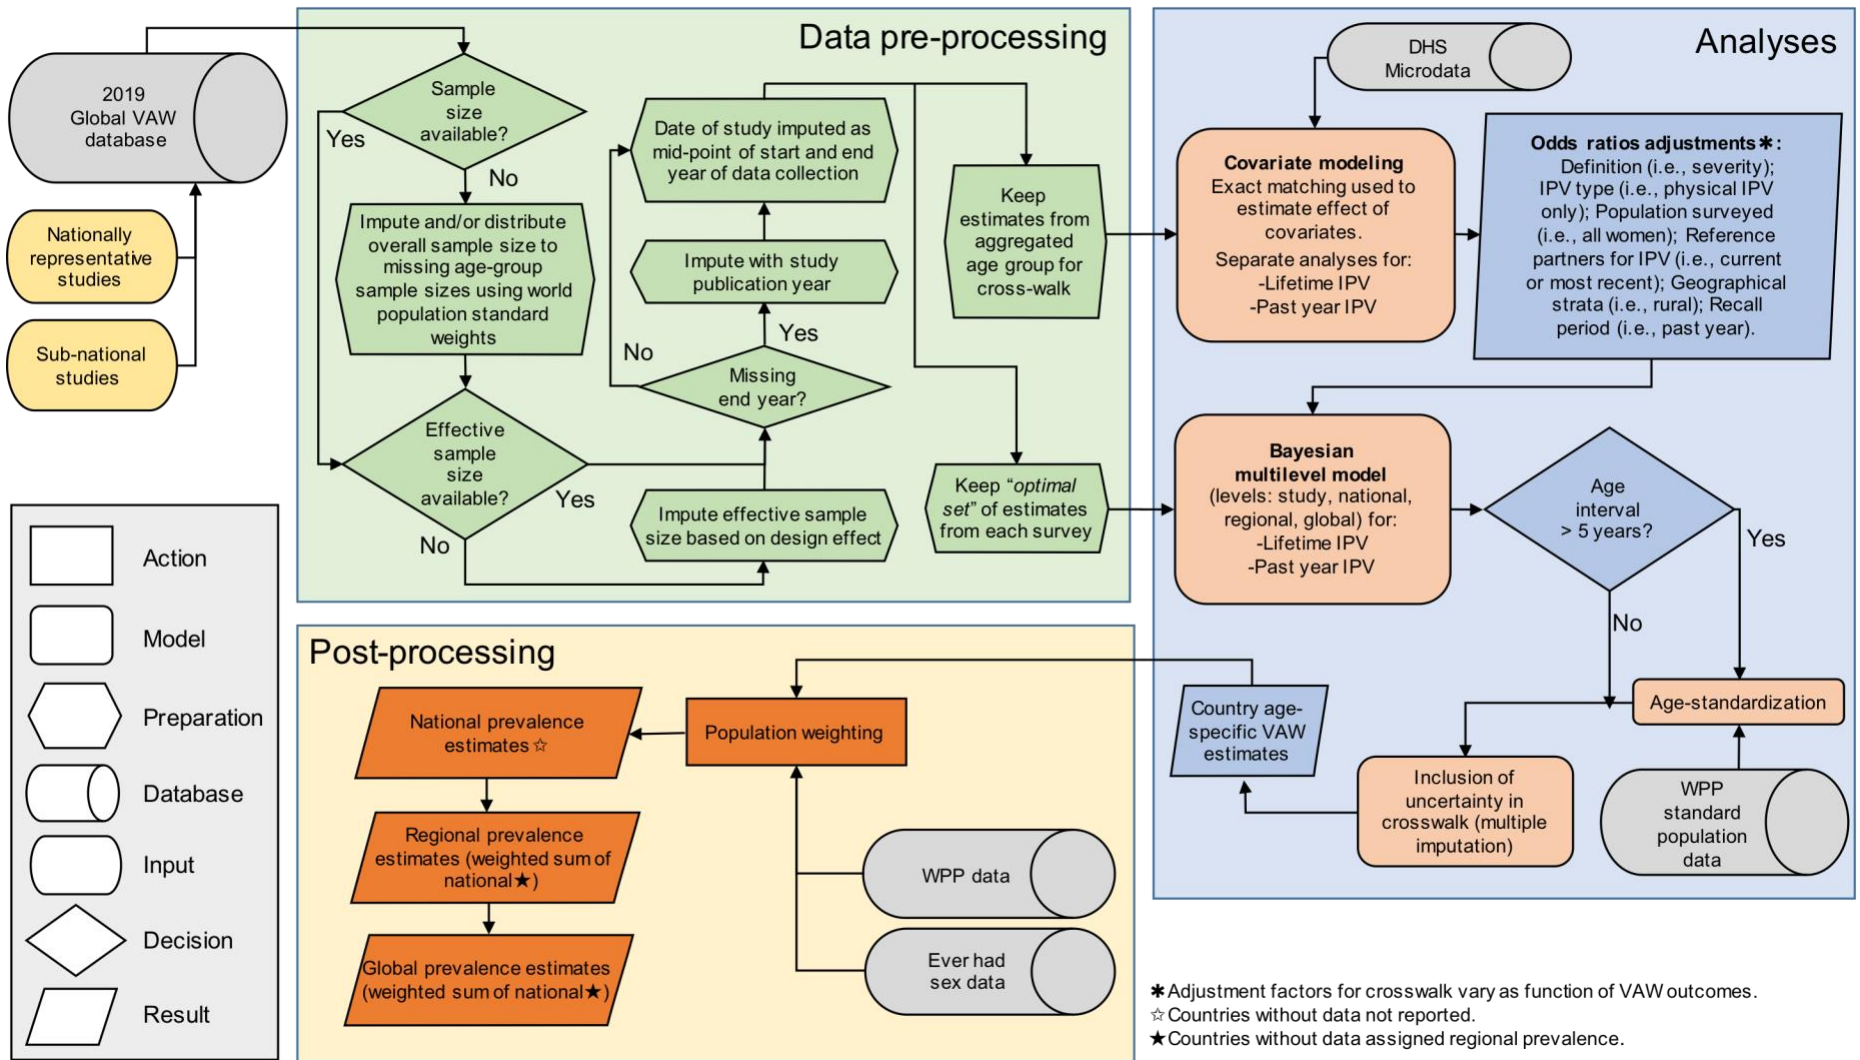 2019
Global VAW
database
Nationally
representative
studies
Sub-national
studies
Action
Model
Preparation
Database
Input
Decision
Result
Data pre-processing
Sample
size
available?
Yes
No
Impute and/or distribute
overall sample size to
missing age-group
sample sizes using world
population standard
weights
Effective
sample
size
available?
Yes
No
Date of study imputed as
mid-point of start and end
year of data collection
Impute with study
publication year
No
Yes
Missing
end year?
Impute effective sample
size based on design effect
Keep
estimates from
aggregated
age group for
cross-walk
Keep “optimal
set” of estimates
from each survey
Analyses
DHS
Microdata
Covariate modeling
Exact matching used to
estimate effect of
covariates.
Separate analyses for:
-Lifetime IPV
-Past year IPV
Odds ratios adjustments✱:
Definition (i.e., severity);
IPV type (i.e., physical IPV
only); Population surveyed
(i.e., all women); Reference
partners for IPV (i.e., current
or most recent); Geographical
strata (i.e., rural); Recall
period (i.e., past year).
Bayesian
multilevel model
(levels: study, national,
regional, global) for:
-Lifetime IPV
-Past year IPV
Age
interval
> 5 years?
Yes
No
Age-standardization
WPP
standard
population
data
Inclusion of
uncertainty in
crosswalk (multiple
imputation)
Country age-
specific VAW
estimates
Post-processing
Population weighting
National prevalence
estimates ☆
Regional prevalence
estimates (weighted sum of
national★)
Global prevalence estimates
(weighted sum of national★)
WPP data
Ever had
sex data
✱Adjustment factors for crosswalk vary as function of VAW outcomes.
☆Countries without data not reported.
★Countries without data assigned regional prevalence.